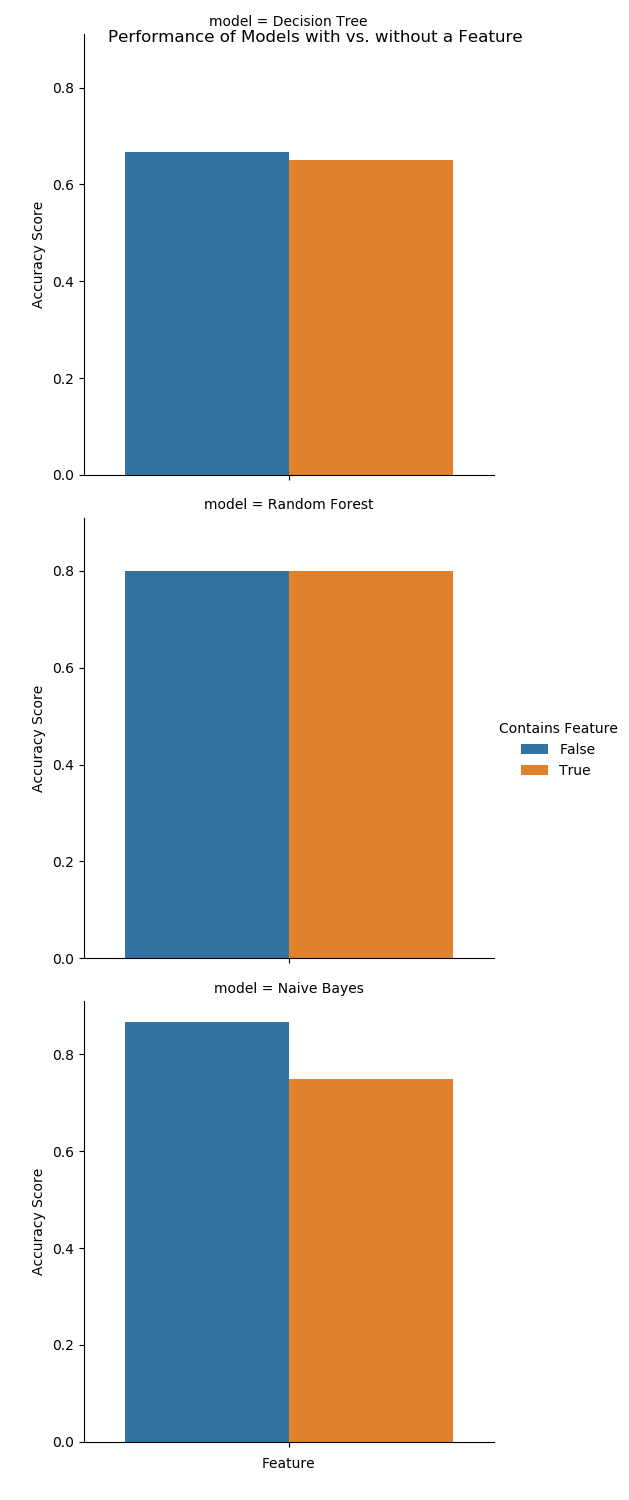 model = Decision Tree
Performance of Models with vs. without a Feature
0.8
0.6
0.4
0.2
0.0
Accuracy Score
model = Random Forest
0.8
0.6
0.4
0.2
0.0
Accuracy Score
Contains Feature
False
True
model = Naive Bayes
0.8
0.6
0.4
0.2
0.0
Accuracy Score
Feature